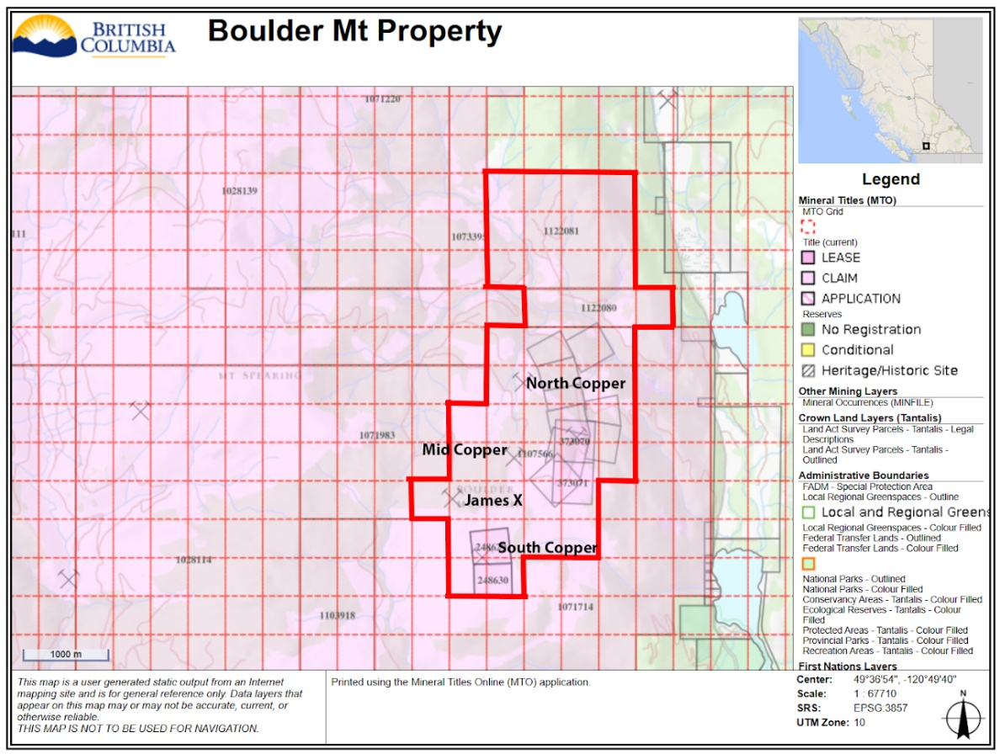 BRITISH
COLUMBIA
Boulder Mt Property
1071220
1028139
111
107339
1122081
1122080
MT SPEARING
North Copper
1071983
Mid Copper
1107566
373070
373071
BOULDER
James X
South Copper
248630
1028114
1103918
1071714
1000 m
Legend
Mineral Titles (MTO)
MTO Grid
Title (current)
LEASE
CLAIM
APPLICATION
Reserves
No Registration
Conditional
Heritage/Historic Site
Other Mining Layers
Mineral Occurrences (MINFILE)
Crown Land Layers (Tantalis)
Land Act Survey Parcels - Tantalis - Legal
Descriptions
Land Act Survey Parcels - Tantalis -
Outlined
Administrative Boundaries
FADM - Special Protection Area
Local Regional Greenspaces - Outline
Local and Regional Greens
Local Regional Greenspaces - Colour Filled
Federal Transfer Lands - Outlined
Federal Transfer Lands - Colour Filled
National Parks - Outlined
National Parks - Colour Filled
Conservancy Areas - Tantalis - Colour Filled
Ecological Reserves - Tantalis - Colour
Filled
Protected Areas - Tantalis - Colour Filled
Provincial Parks - Tantalis - Colour Filled
Recreation Areas - Tantalis - Colour Filled
First Nations Layers
This map is a user generated static output from an Internet
mapping site and is for general reference only. Data layers that
appear on this map may or may not be accurate, current, or
otherwise reliable.
THIS MAP IS NOT TO BE USED FOR NAVIGATION.
Printed using the Mineral Titles Online (MTO) application.
Center: 49°36'54", -120°49'40"
Scale: 1 : 67710
SRS: EPSG:3857
UTM Zone: 10
N